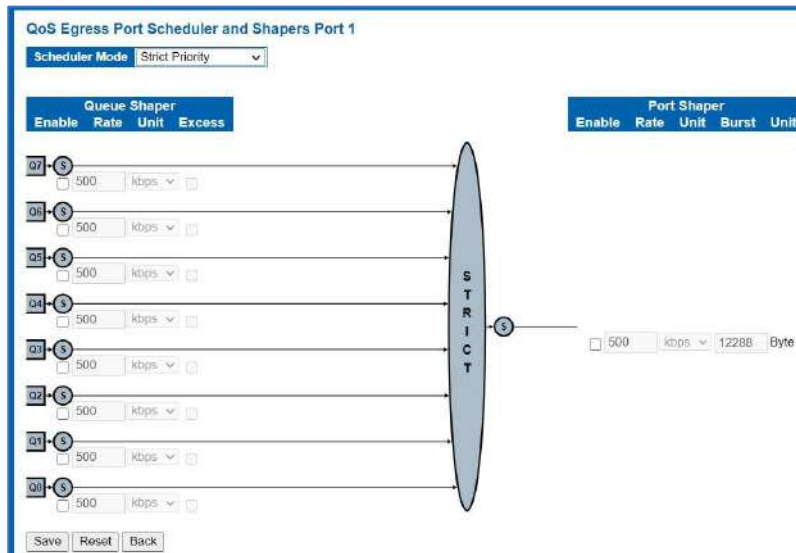 QoS Egress Port Scheduler and Shapers Port 1
Scheduler Mode Strict Priority
Queue Shaper
Enable Rate Unit Excess
Port Shaper
Enable Rate Unit Burst Unit
Q7 S
500 kbps
Q6 S
500 kbps
Q5 S
500 kbps
Q4 S
500 kbps
Q3 S
500 kbps
Q2 S
500 kbps
Q1 S
500 kbps
Q0 S
500 kbps
STRICT
S
500 kbps 12288 Byte
Save Reset Back